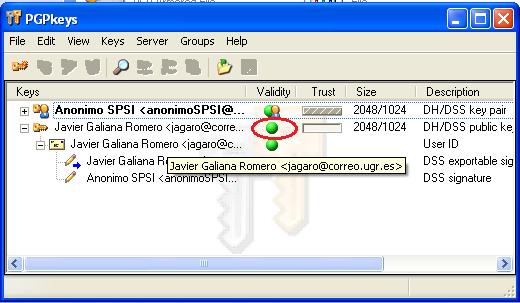 PGPkeys
File Edit View Keys Server Groups Help
Keys Validity Trust Size Description
Anonimo SPSI <anonimoSPSI@... 2048/1024 DH/DSS key pair
Javier Galiana Romero <jagaro@corre... 2048/1024 DH/DSS public ke
Javier Galiana Romero <jagaro@c... User ID
Javier Galiana R DSS exportable sig
Javier Galiana Romero <jagaro@correo.ugr.es>
Anonimo SPSI <anonimoSPSI@... DSS signature